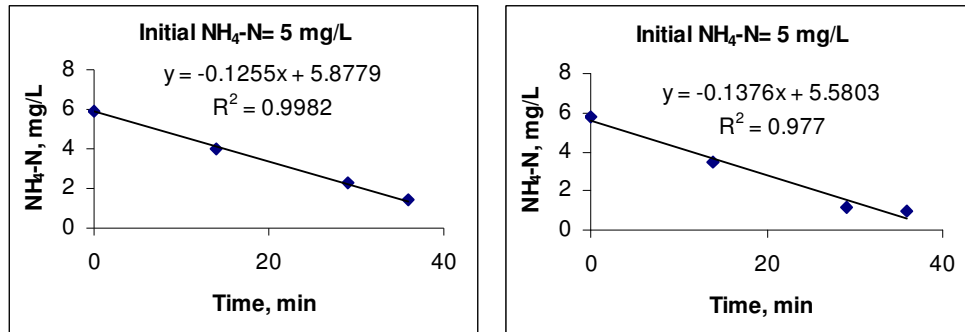 Initial NH4-N= 5 mg/L
y = -0.1255x + 5.8779
R² = 0.9982
NH4-N, mg/L
8
6
4
2
0
0 20 40
Time, min
Initial NH4-N= 5 mg/L
y = -0.1376x + 5.5803
R² = 0.977
NH4-N, mg/L
8
6
4
2
0
0 20 40
Time, min